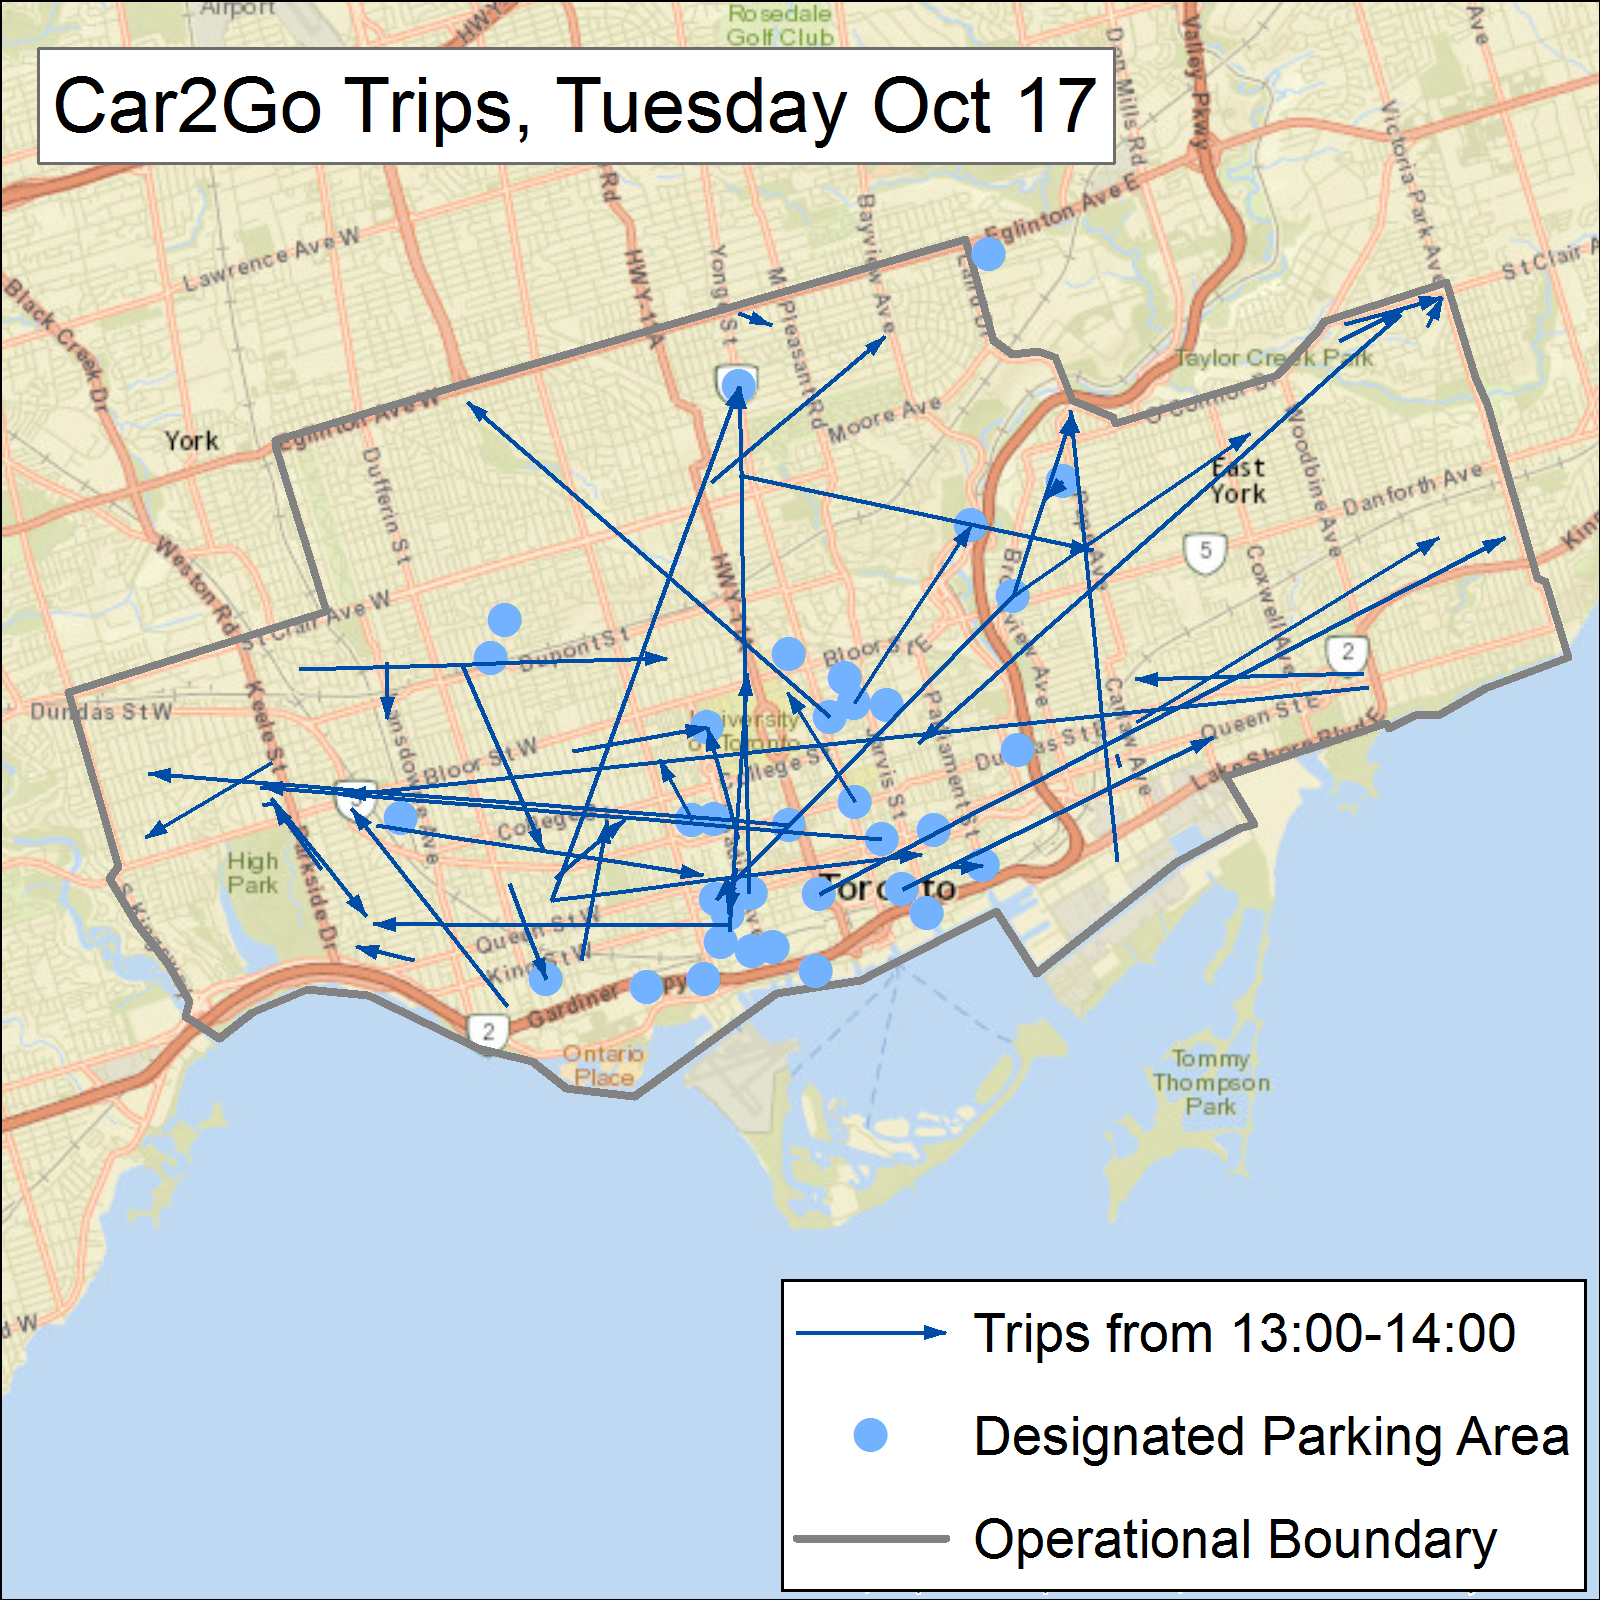 Airport
HWY
Rosedale
Golf Club
Don Mills Rd
Valley Pkwy
Ave
Car2Go Trips, Tuesday Oct 17
Victoria Park Ave
Rd
Lawrence Ave W
HWY-11A
Yonge St
Mt Pleasant Rd
Bayview Ave
Eglinton Ave E
Laird Dr
St Clair A
Black Creek Dr
Taylor Creek Park
O'Connor Dr
York
Eglinton Ave W
Moore Ave
Woodbine Ave
East
York
Dufferin St
Danforth Ave
Pape Ave
King
5
Weston Rd
HWY-11A
Broadview Ave
Coxwell Ave
St Clair Ave W
Dupont St
Bloor St E
2
Dundas St W
Keele St
Lansdowne Ave
University
of Toronto
Jarvis St
Parliament St
Carlaw Ave
Queen St E
Dundas St E
Bloor St W
College St
Lake Shore Blvd E
College St
High
Park
Parkside Dr
Toronto
S Kingsway
Queen St W
King St W
Gardiner Expy
2
Ontario
Place
Tommy
Thompson
Park
d W
Trips from 13:00-14:00
Designated Parking Area
Operational Boundary